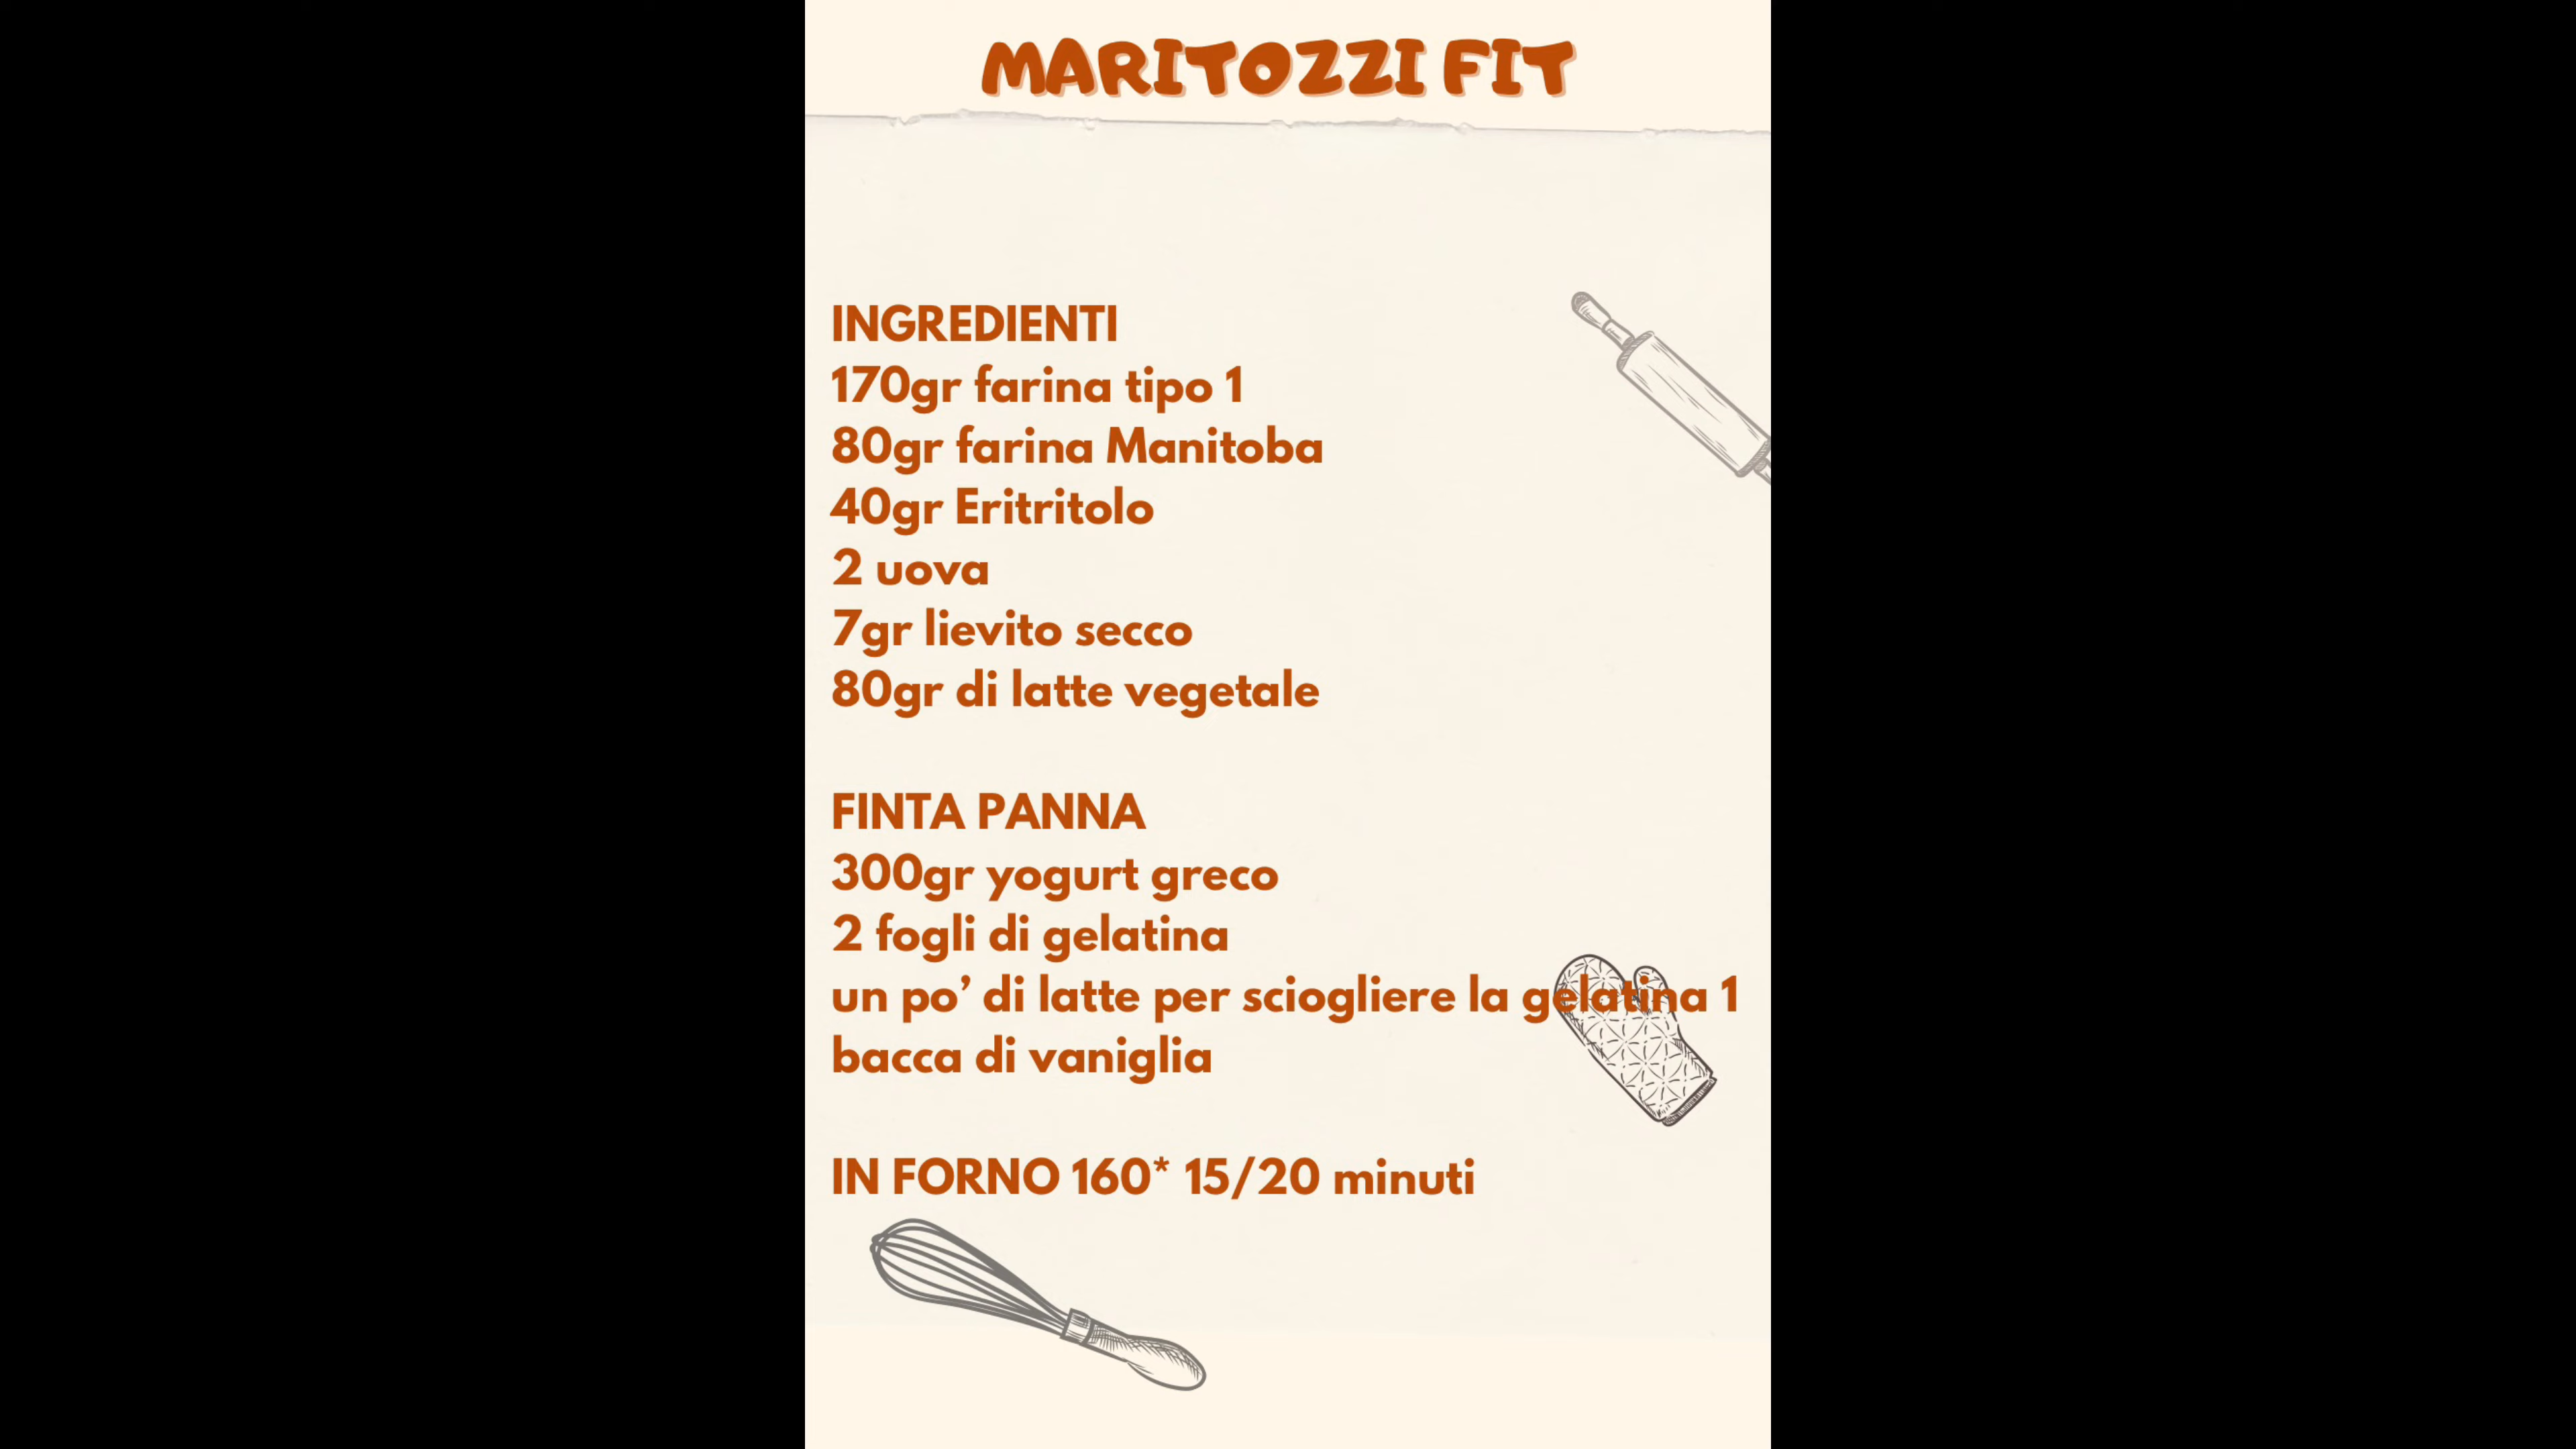 MARITOZZI FIT
INGREDIENTI
170gr farina tipo 1
80gr farina Manitoba
40gr Eritritolo
2 uova
7gr lievito secco
80gr di latte vegetale
FINTA PANNA
300gr yogurt greco
2 fogli di gelatina
un po’ di latte per sciogliere la gelatina 1
bacca di vaniglia
IN FORNO 160* 15/20 minuti